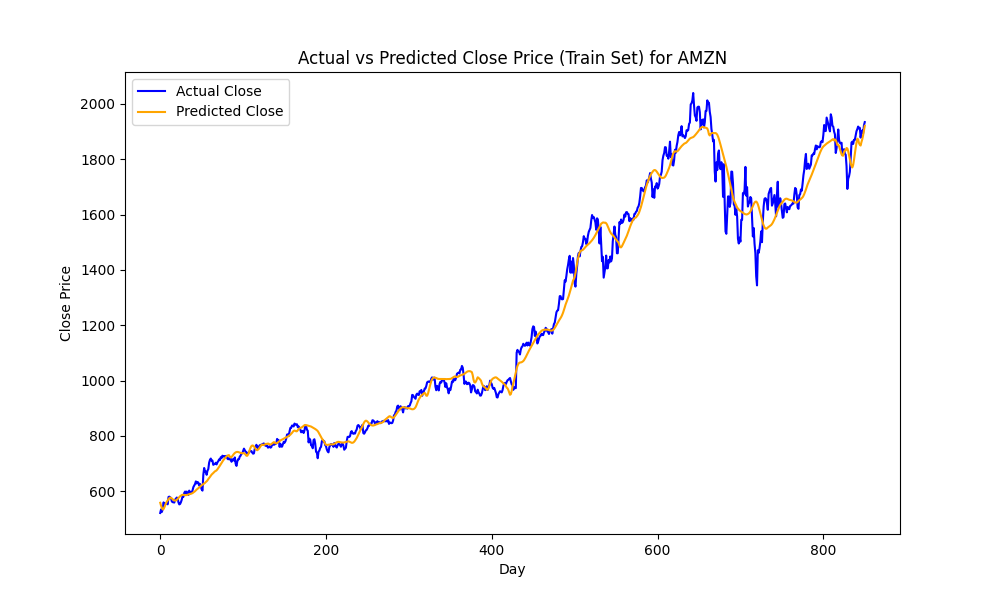 Actual vs Predicted Close Price (Train Set) for AMZN
Actual Close
Predicted Close
2000
1800
1600
1400
1200
1000
800
600
Close Price
0 200 400 600 800
Day